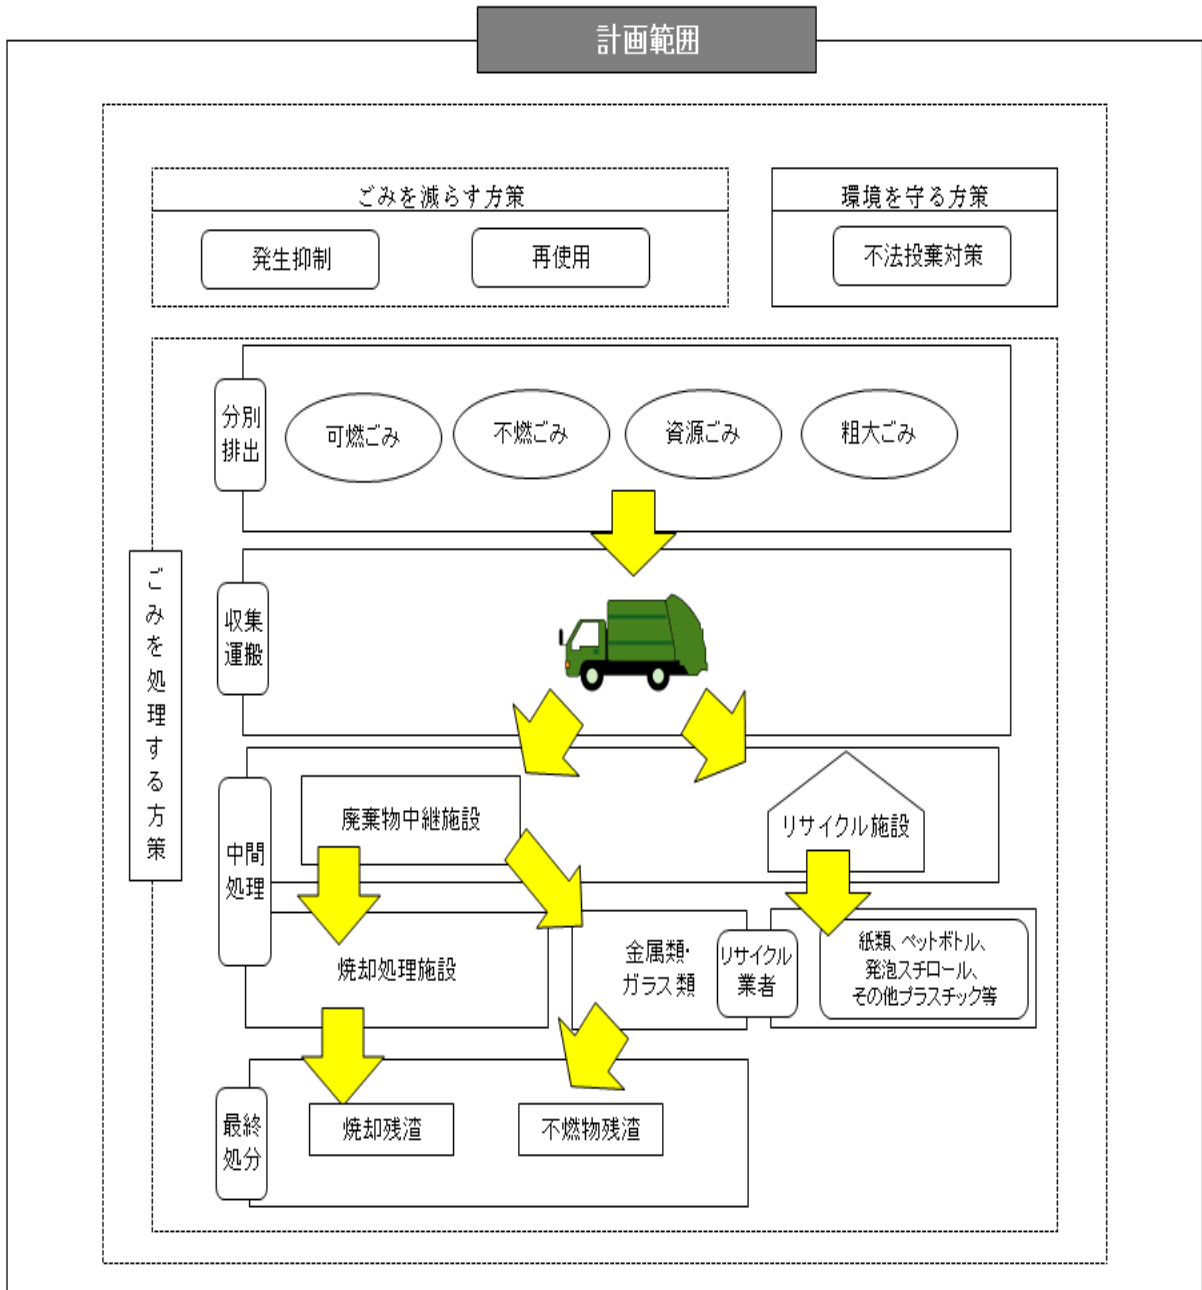 計画範囲
ごみを減らす方策
環境を守る方策
発生抑制
再使用
不法投棄対策
分別
排出
可燃ごみ
不燃ごみ
資源ごみ
粗大ごみ
ごみを処理する方策
収集
運搬
中間
処理
廃棄物中継施設
リサイクル施設
焼却処理施設
金属類・
ガラス類
リサイクル
業者
紙類、ペットボトル、
発泡スチロール、
その他プラスチック等
最終
処分
焼却残渣
不燃物残渣